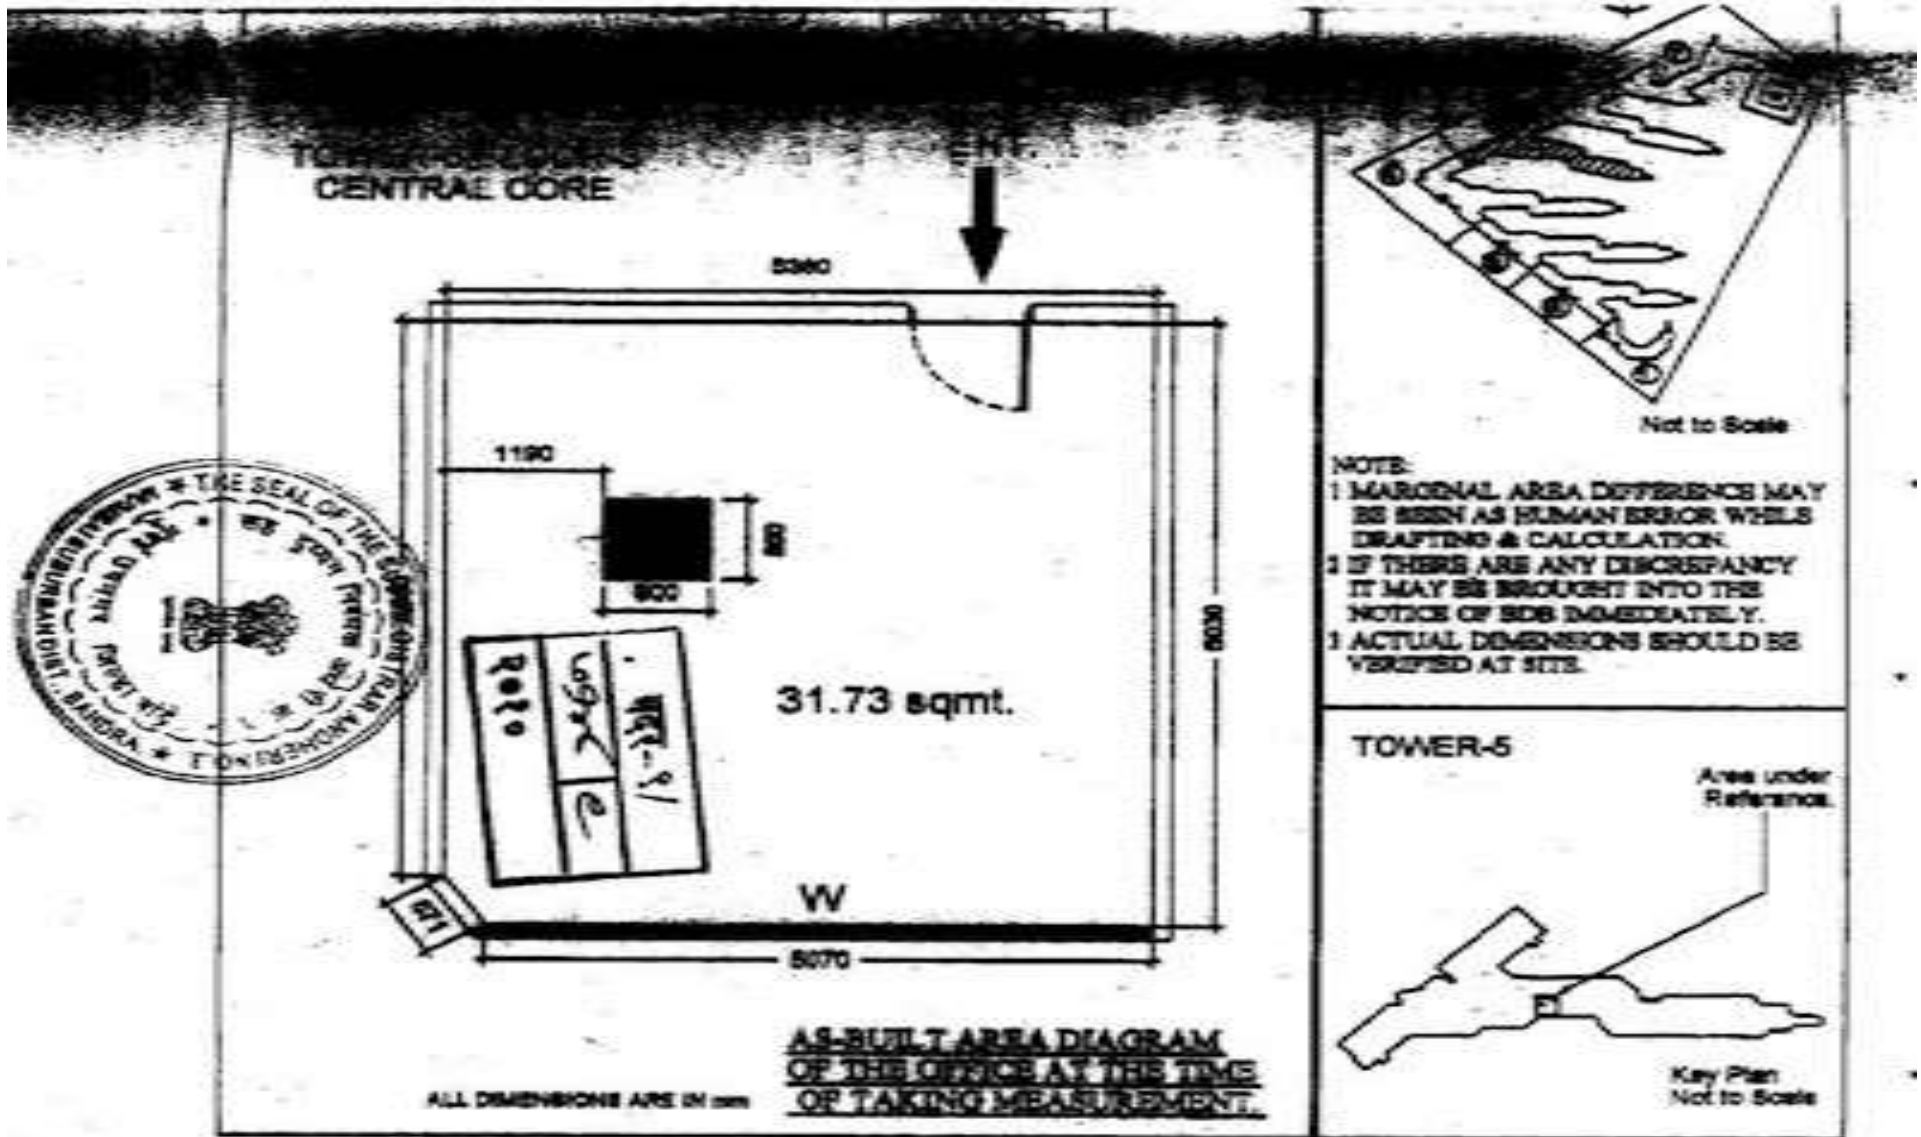 CENTRAL CORE
5360
1190
600
800
6030
31.73 sqmt.
W
671
5070
AS-BUILT AREA DIAGRAM
OF THE OFFICE AT THE TIME
OF TAKING MEASUREMENT.
ALL DIMENSIONS ARE IN mm
Not to Scale
NOTE:
1 MARGINAL AREA DIFFERENCE MAY
BE SEEN AS HUMAN ERROR WHILE
DRAFTING & CALCULATION.
2 IF THERE ARE ANY DISCREPANCY
IT MAY BE BROUGHT INTO THE
NOTICE OF BDB IMMEDIATELY.
3 ACTUAL DIMENSIONS SHOULD BE
VERIFIED AT SITE.
TOWER-5
Area under
Reference.
Key Plan
Not to Scale
THE SEAL OF THE
२०१०